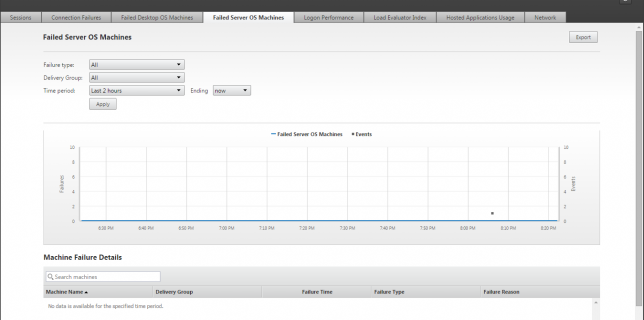 Sessions Connection Failures Failed Desktop OS Machines Failed Server OS Machines Logon Performance Load Evaluator Index Hosted Applications Usage Network
Failed Server OS Machines Export
Failure type: All
Delivery Group: All
Time period: Last 2 hours Ending now
Apply
Failed Server OS Machines Events
10 10
8 8
6 6
4 4
2 2
0 0
Failures
Events
6:30 PM 6:40 PM 6:50 PM 7:00 PM 7:10 PM 7:20 PM 7:30 PM 7:40 PM 7:50 PM 8:00 PM 8:10 PM 8:20 PM
Machine Failure Details
Search machines
Machine Name Delivery Group Failure Time Failure Type Failure Reason
No data is available for the specified time period.